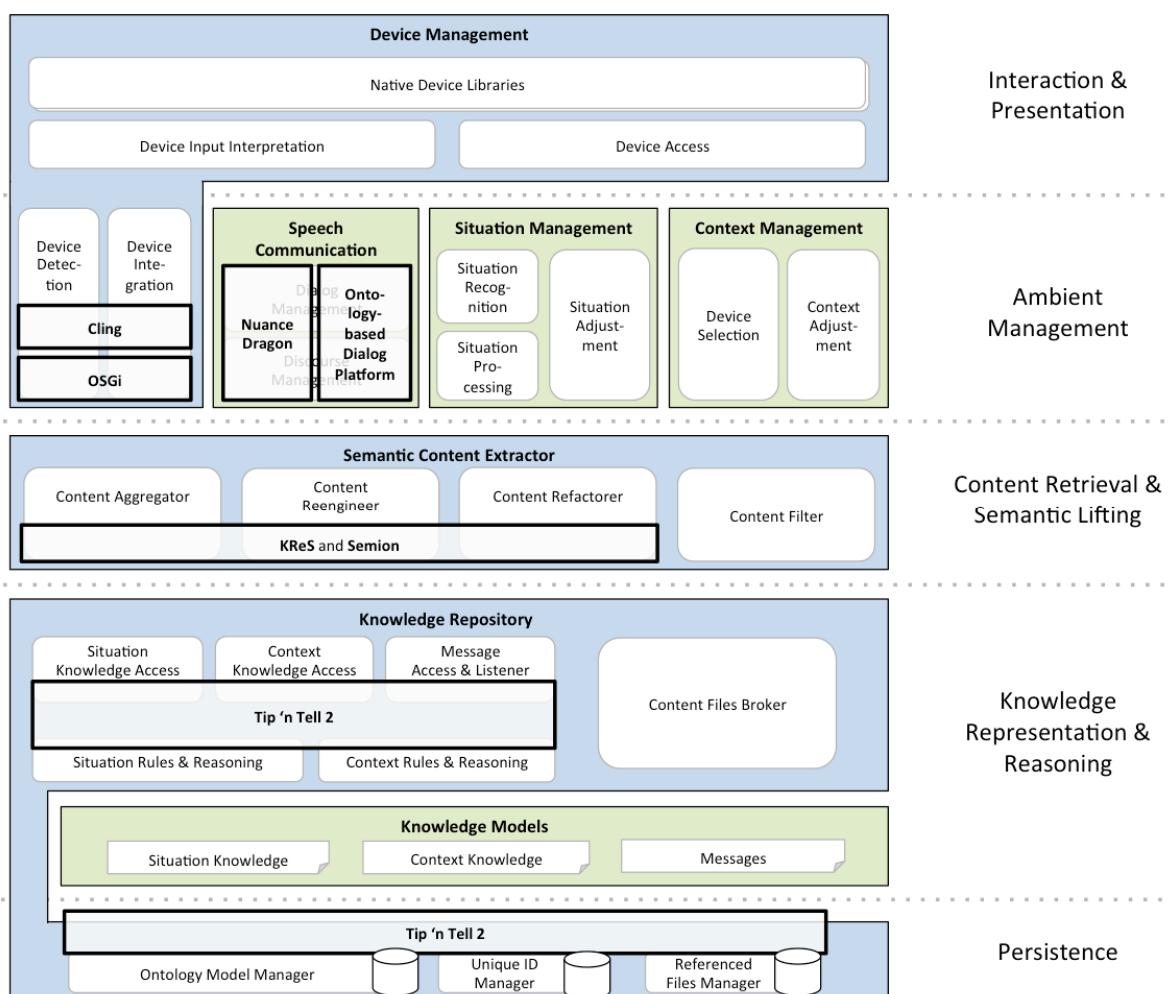 Device Management
Native Device Libraries
Device Input Interpretation
Device Access
Interaction &
Presentation
Device
Detec-
tion
Device
Inte-
gration
Cling
OSGi
Speech
Communication
Dialog
Management
Discourse
Management
Nuance
Dragon
Onto-
logy-
based
Dialog
Platform
Situation Management
Situation
Recog-
nition
Situation
Pro-
cessing
Situation
Adjust-
ment
Context Management
Device
Selection
Context
Adjust-
ment
Ambient
Management
Semantic Content Extractor
Content Aggregator
Content
Reengineer
Content Refactorer
Content Filter
KReS and Semion
Content Retrieval &
Semantic Lifting
Knowledge Repository
Situation
Knowledge Access
Context
Knowledge Access
Message
Access & Listener
Tip ‘n Tell 2
Content Files Broker
Situation Rules & Reasoning
Context Rules & Reasoning
Knowledge
Representation &
Reasoning
Knowledge Models
Situation Knowledge
Context Knowledge
Messages
Tip ‘n Tell 2
Ontology Model Manager
Unique ID
Manager
Referenced
Files Manager
Persistence